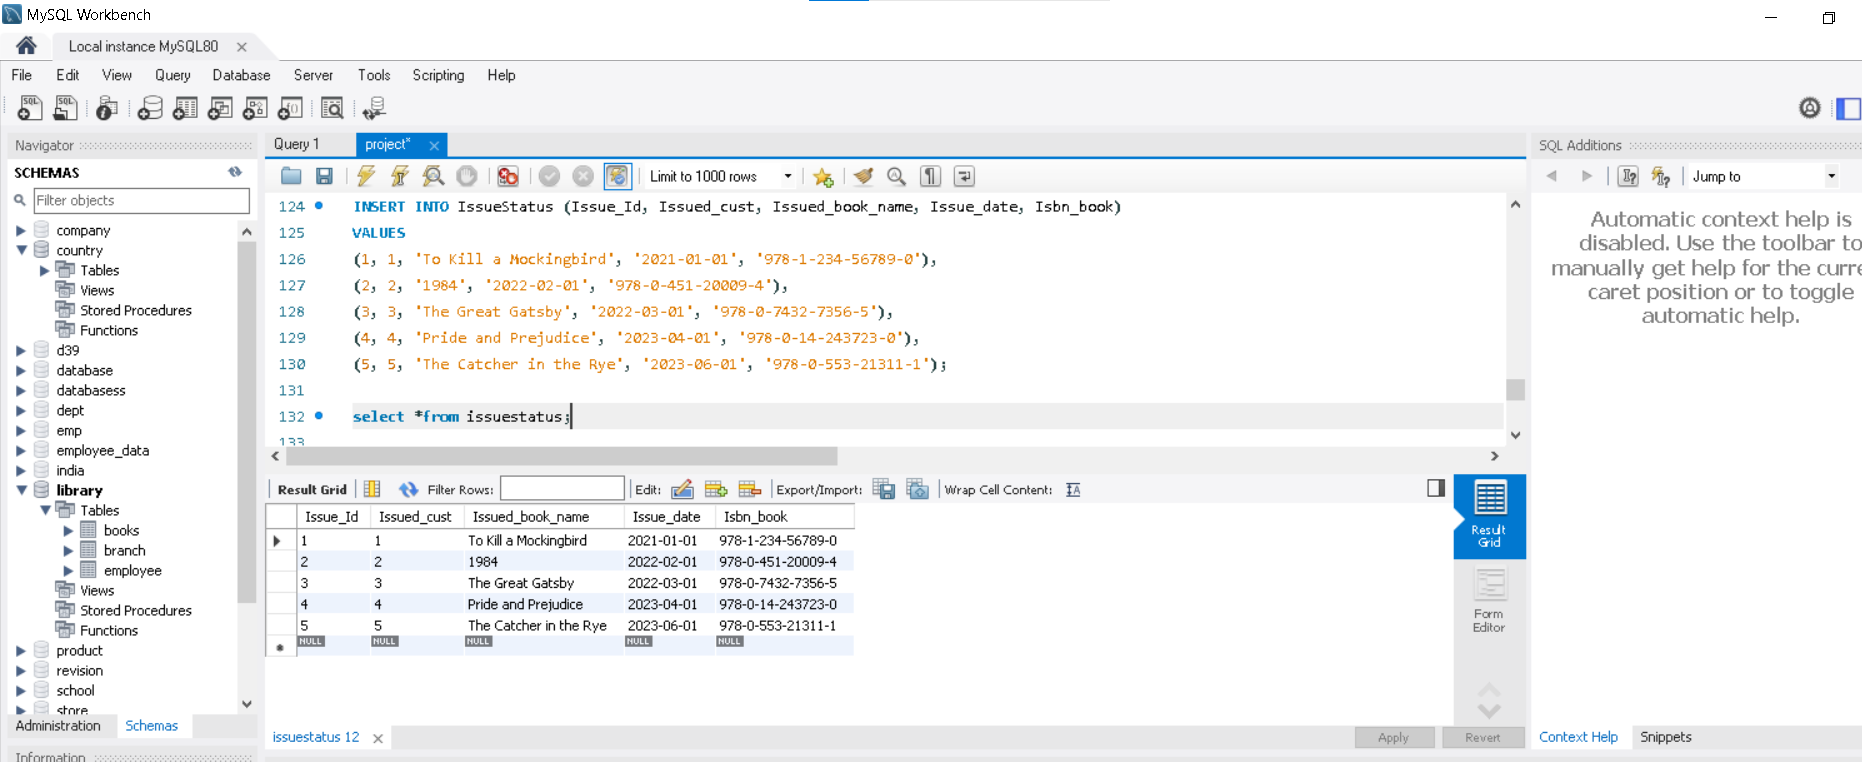 MySQL Workbench
Local instance MySQL80
File Edit View Query Database Server Tools Scripting Help
Navigator
SCHEMAS
Filter objects
company
country
Tables
Views
Stored Procedures
Functions
d39
database
databasess
dept
emp
employee_data
india
library
Tables
books
branch
employee
Views
Stored Procedures
Functions
product
revision
school
store
Administration Schemas
Information
Query 1 project*
Limit to 1000 rows
124 INSERT INTO IssueStatus (Issue_Id, Issued_cust, Issued_book_name, Issue_date, Isbn_book)
125 VALUES
126 (1, 1, 'To Kill a Mockingbird', '2021-01-01', '978-1-234-56789-0'),
127 (2, 2, '1984', '2022-02-01', '978-0-451-20009-4'),
128 (3, 3, 'The Great Gatsby', '2022-03-01', '978-0-7432-7356-5'),
129 (4, 4, 'Pride and Prejudice', '2023-04-01', '978-0-14-243723-0'),
130 (5, 5, 'The Catcher in the Rye', '2023-06-01', '978-0-553-21311-1');
131
132 select *from issuestatus;
133
Result Grid Filter Rows: Edit: Export/Import: Wrap Cell Content:
Issue_Id Issued_cust Issued_book_name Issue_date Isbn_book
1 1 To Kill a Mockingbird 2021-01-01 978-1-234-56789-0
2 2 1984 2022-02-01 978-0-451-20009-4
3 3 The Great Gatsby 2022-03-01 978-0-7432-7356-5
4 4 Pride and Prejudice 2023-04-01 978-0-14-243723-0
5 5 The Catcher in the Rye 2023-06-01 978-0-553-21311-1
NULL NULL NULL NULL NULL
Result
Grid
Form
Editor
issuestatus 12
Apply Revert
SQL Additions
Jump to
Automatic context help is
disabled. Use the toolbar to
manually get help for the curre
caret position or to toggle
automatic help.
Context Help Snippets